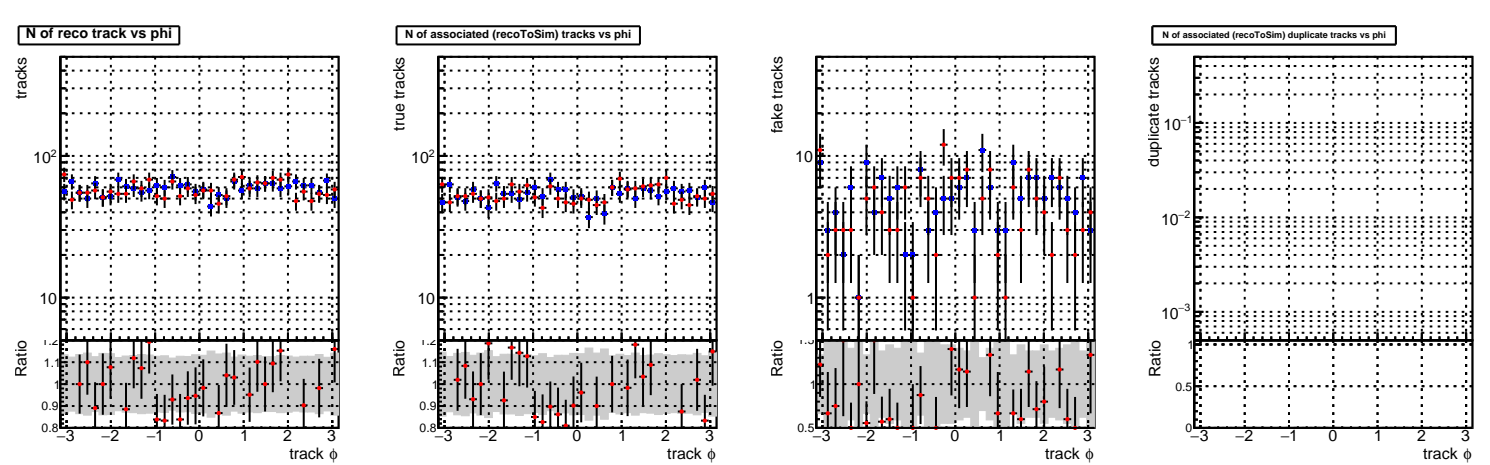 N of reco track vs phi
tracks
10²
10
Ratio
1.2
1.1
1
0.9
0.8
−3 −2 −1 0 1 2 3
track ϕ
N of associated (recoToSim) tracks vs phi
true tracks
10²
10
Ratio
1.2
1.1
1
0.9
0.8
−3 −2 −1 0 1 2 3
track ϕ
fake tracks
10
1
Ratio
1.5
1
0.5
−3 −2 −1 0 1 2 3
track ϕ
N of associated (recoToSim) duplicate tracks vs phi
duplicate tracks
10⁻¹
10⁻²
10⁻³
Ratio
1
0.5
0
−3 −2 −1 0 1 2 3
track ϕ